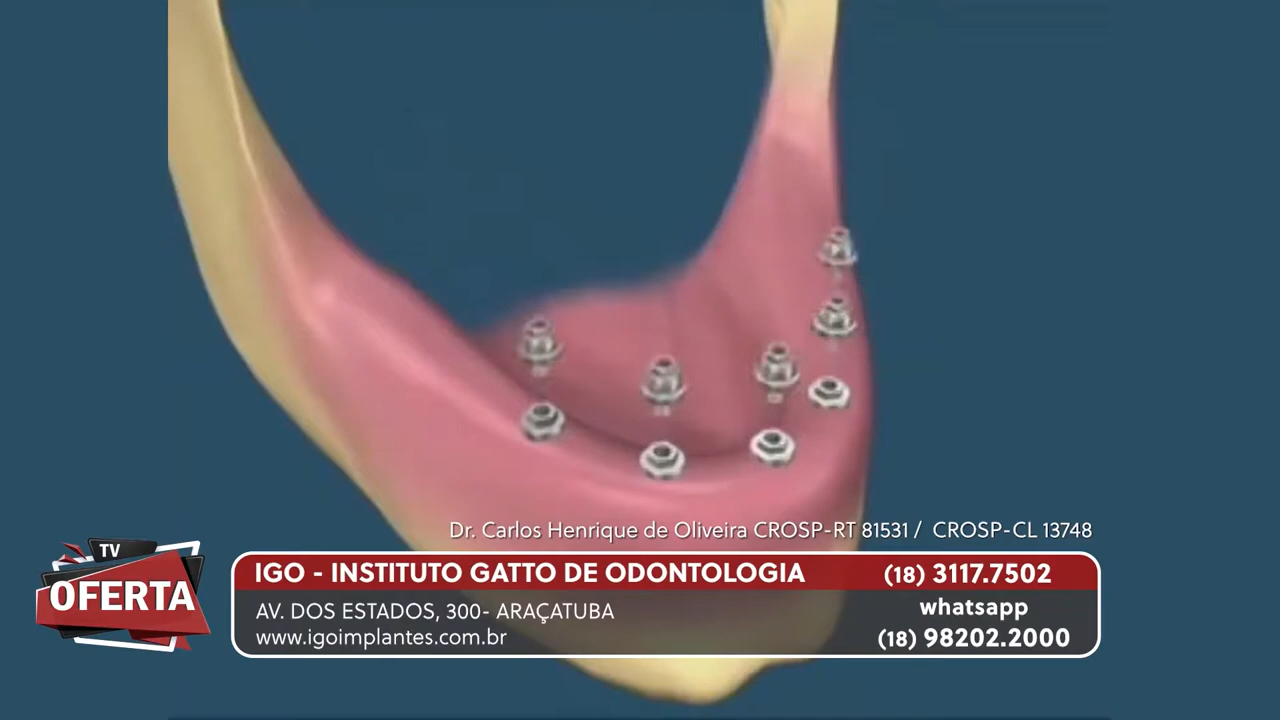 Dr. Carlos Henrique de Oliveira CROSP-RT 81531 / CROSP-CL 13748
TV
OFERTA
IGO - INSTITUTO GATTO DE ODONTOLOGIA
(18) 3117.7502
AV. DOS ESTADOS, 300- ARAÇATUBA
www.igoimplantes.com.br
whatsapp
(18) 98202.2000